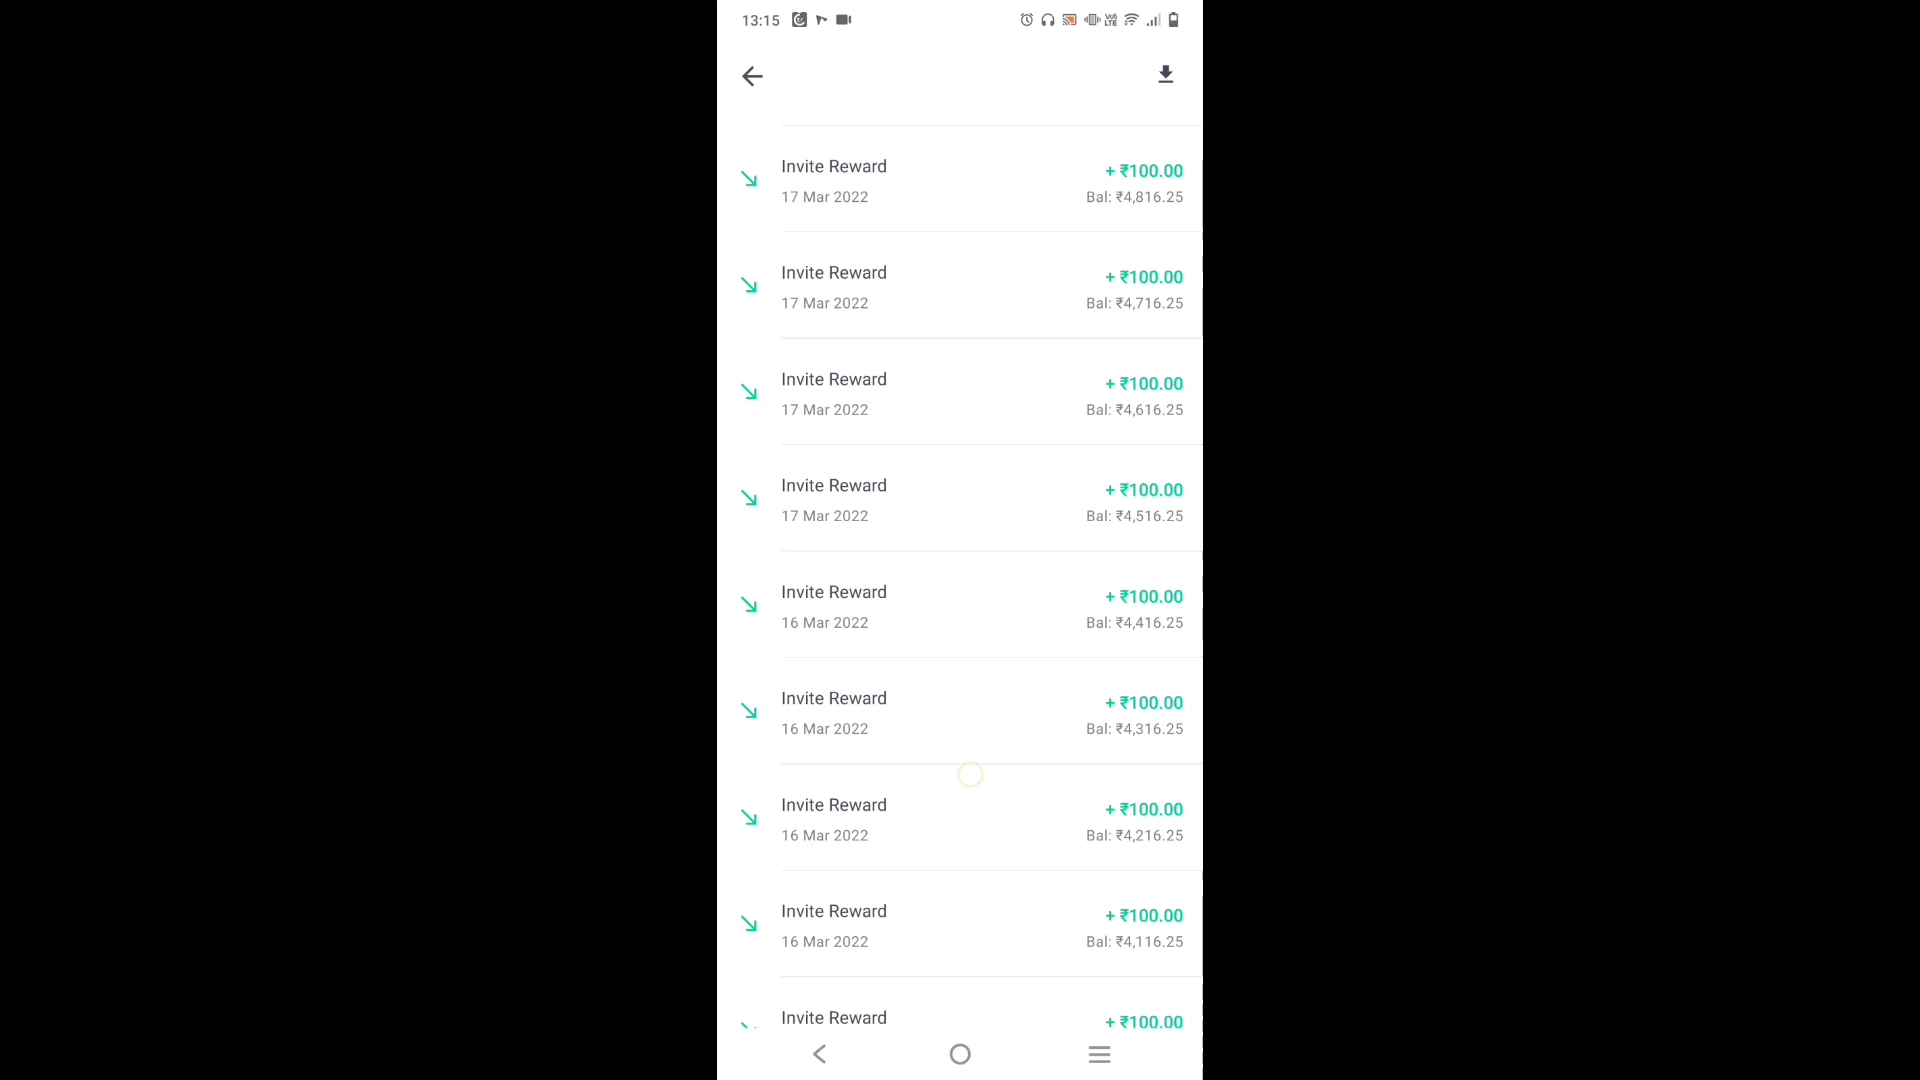 13:15
Vo)) LTE
Invite Reward
+ ₹100.00
17 Mar 2022
Bal: ₹4,816.25
Invite Reward
+ ₹100.00
17 Mar 2022
Bal: ₹4,716.25
Invite Reward
+ ₹100.00
17 Mar 2022
Bal: ₹4,616.25
Invite Reward
+ ₹100.00
17 Mar 2022
Bal: ₹4,516.25
Invite Reward
+ ₹100.00
16 Mar 2022
Bal: ₹4,416.25
Invite Reward
+ ₹100.00
16 Mar 2022
Bal: ₹4,316.25
Invite Reward
+ ₹100.00
16 Mar 2022
Bal: ₹4,216.25
Invite Reward
+ ₹100.00
16 Mar 2022
Bal: ₹4,116.25
Invite Reward
+ ₹100.00